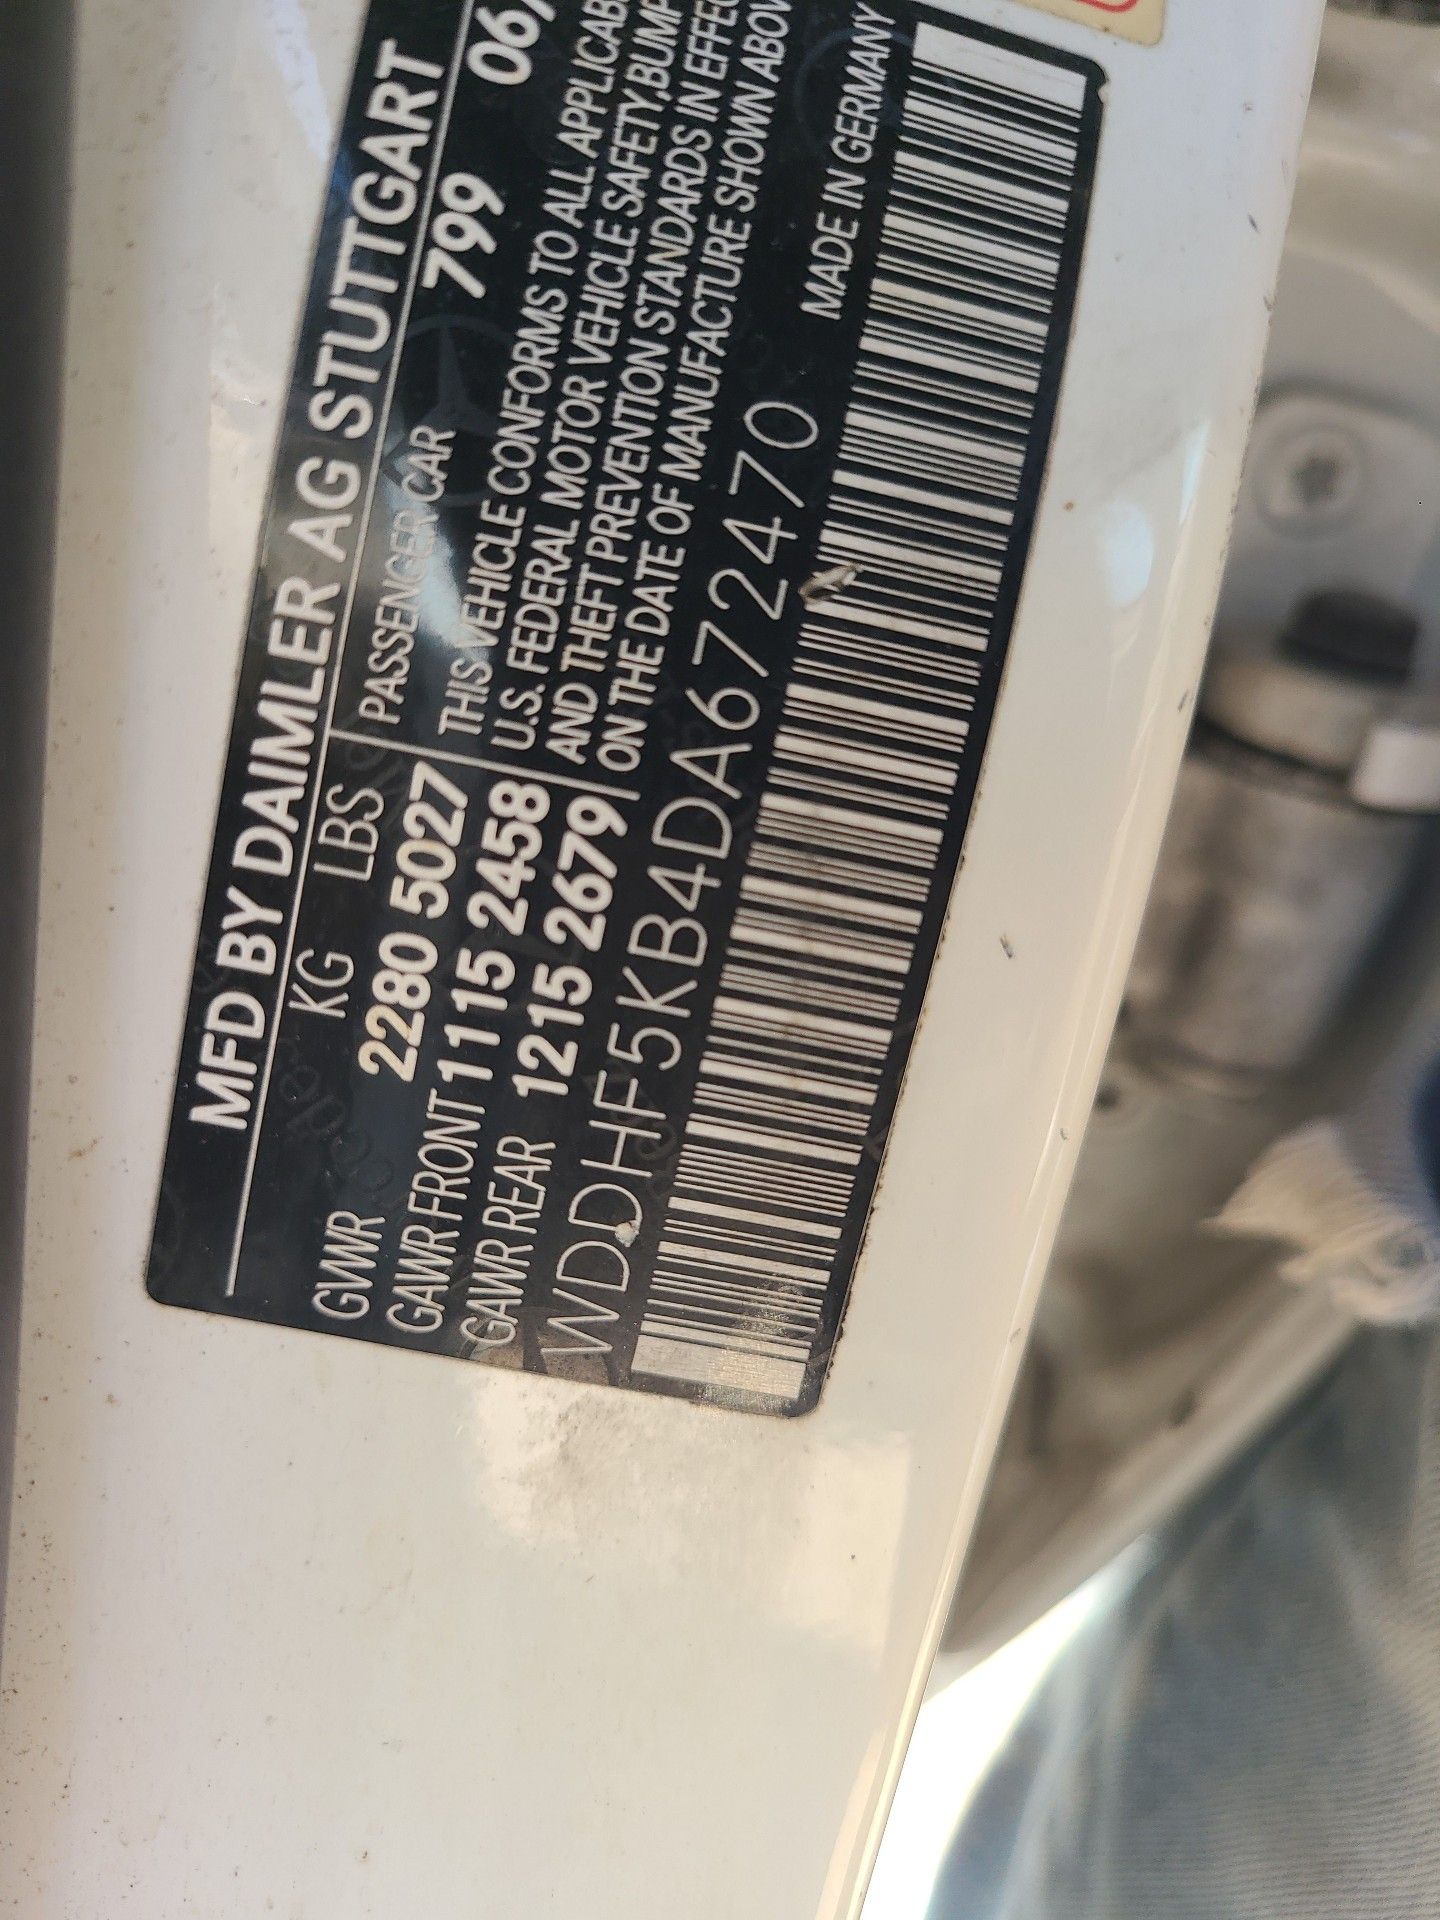 MFD BY DAIMLER AG STUTTGART
KG LBS PASSENGER CAR 799 06/
GVWR 2280 5027
GAWR FRONT 1115 2458
GAWR REAR 1215 2679
THIS VEHICLE CONFORMS TO ALL APPLICAB
U.S. FEDERAL MOTOR VEHICLE SAFETY,BUMP
AND THEFT PREVENTION STANDARDS IN EFFEC
ON THE DATE OF MANUFACTURE SHOWN ABOV
WDDHF5KB4DA672470 MADE IN GERMANY